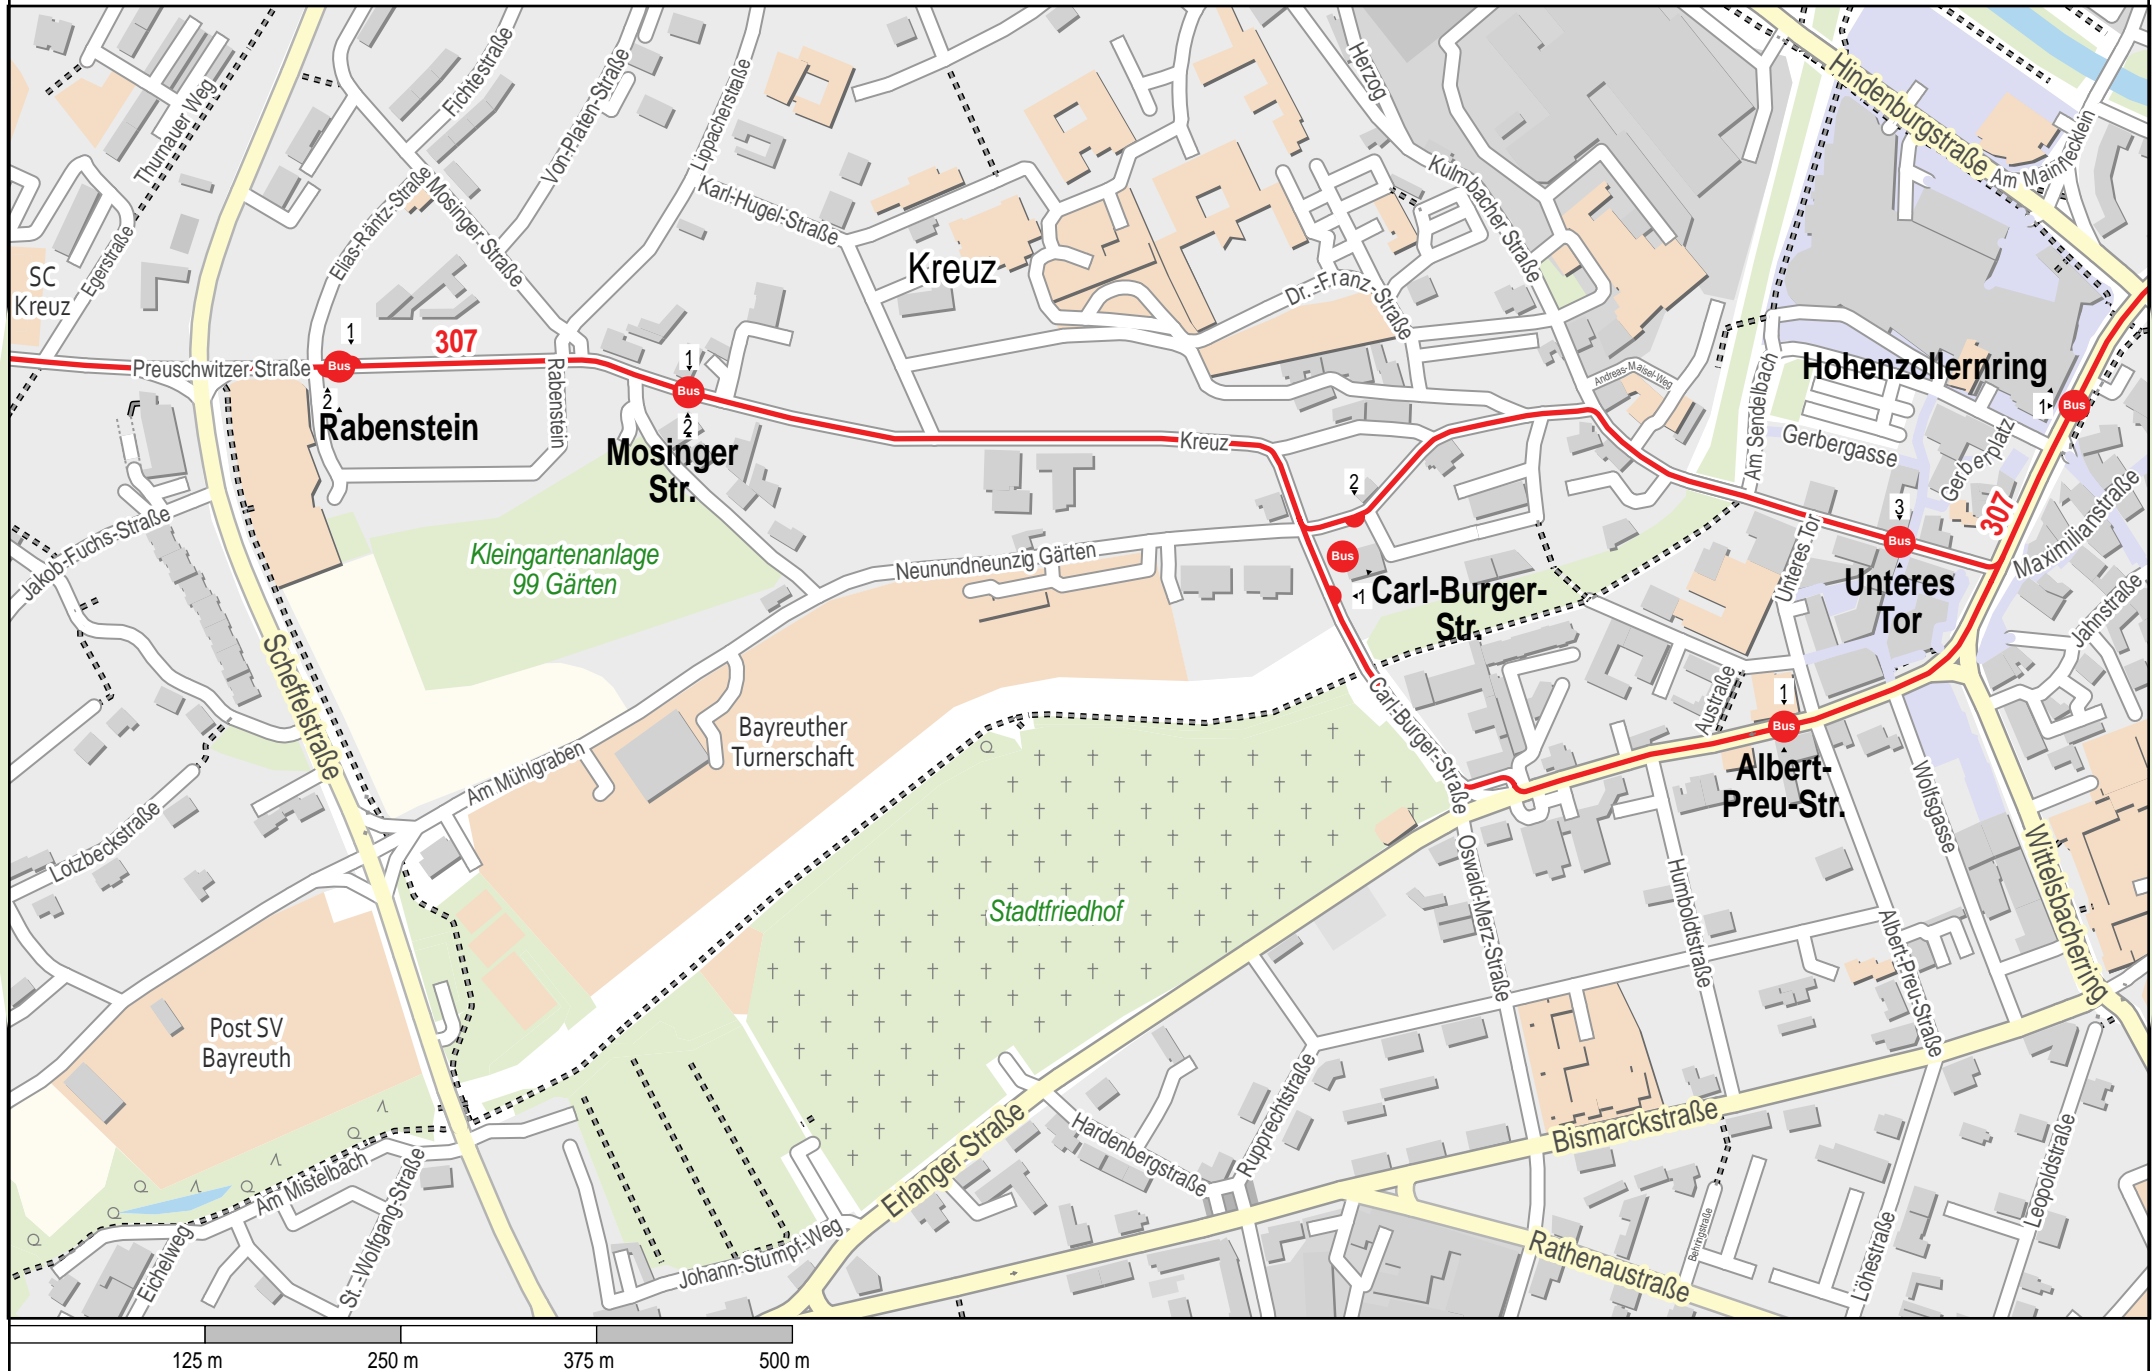 Thurnauer Weg
Fichtestraße
Von-Platen-Straße
Lippacherstraße
Herzog
Hindenburgstraße
Am Mainflecklein
Elias-Räntz-Straße
Mosinger Straße
Karl-Hugel-Straße
Kulmbacher Straße
Egerstraße
SC
Kreuz
Kreuz
Dr.-Franz-Straße
1
307
1
Preuschwitzer Straße
Bus
2
Rabenstein
Rabenstein
Bus
2
Mosinger
Str.
Kreuz
Andreas-Maisel-Weg
Am Sendelbach
Hohenzollernring
1
Bus
Gerbergasse
Gerberplatz
307
Maximilianstraße
2
3
Bus
Unteres Tor
Unteres
Tor
Jahnstraße
Jakob-Fuchs-Straße
Kleingartenanlage
99 Gärten
Neunundneunzig Gärten
Bus
1
Carl-Burger-
Str.
Scheffelstraße
Carl-Burger-Straße
Austraße
1
Bus
Albert-
Preu-Str.
Bayreuther
Turnerschaft
Am Mühlgraben
Lotzbeckstraße
Wolfsgasse
Wittelsbacherring
Stadtfriedhof
Oswald-Merz-Straße
Humboldtstraße
Albert-Preu-Straße
Post SV
Bayreuth
Erlanger Straße
Hardenbergstraße
Rupprechtstraße
Bismarckstraße
Leopoldstraße
Am Mistelbach
St.-Wolfgang-Straße
Eichelweg
Johann-Stumpf-Weg
Rathenaustraße
Behringstraße
Löhestraße
125 m
250 m
375 m
500 m